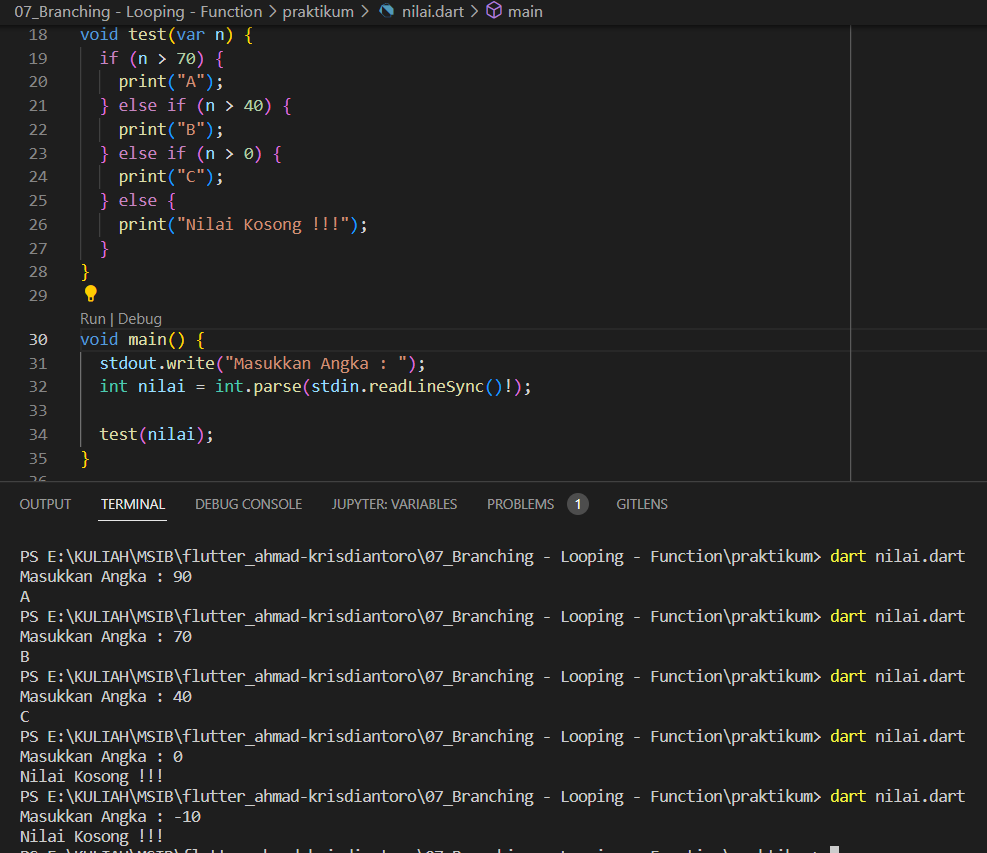 07_Branching - Looping - Function > praktikum > nilai.dart > main
18 void test(var n) {
19 if (n > 70) {
20 print("A");
21 } else if (n > 40) {
22 print("B");
23 } else if (n > 0) {
24 print("C");
25 } else {
26 print("Nilai Kosong !!!");
27 }
28 }
29
Run | Debug
30 void main() {
31 stdout.write("Masukkan Angka : ");
32 int nilai = int.parse(stdin.readLineSync()!);
33
34 test(nilai);
35 }
OUTPUT TERMINAL DEBUG CONSOLE JUPYTER: VARIABLES PROBLEMS 1 GITLENS
PS E:\KULIAH\MSIB\flutter_ahmad-krisdiantoro\07_Branching - Looping - Function\praktikum> dart nilai.dart
Masukkan Angka : 90
A
PS E:\KULIAH\MSIB\flutter_ahmad-krisdiantoro\07_Branching - Looping - Function\praktikum> dart nilai.dart
Masukkan Angka : 70
B
PS E:\KULIAH\MSIB\flutter_ahmad-krisdiantoro\07_Branching - Looping - Function\praktikum> dart nilai.dart
Masukkan Angka : 40
C
PS E:\KULIAH\MSIB\flutter_ahmad-krisdiantoro\07_Branching - Looping - Function\praktikum> dart nilai.dart
Masukkan Angka : 0
Nilai Kosong !!!
PS E:\KULIAH\MSIB\flutter_ahmad-krisdiantoro\07_Branching - Looping - Function\praktikum> dart nilai.dart
Masukkan Angka : -10
Nilai Kosong !!!